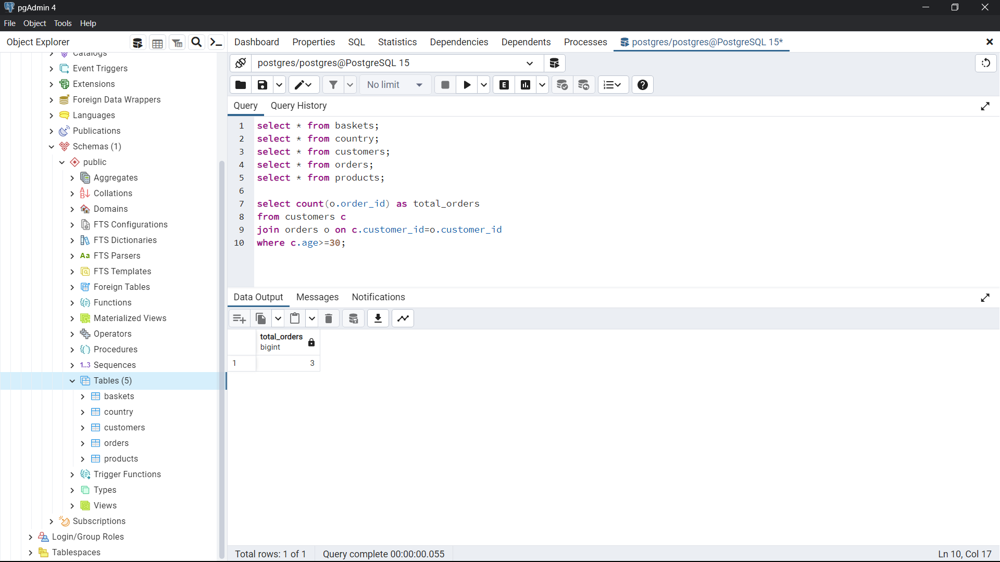 pgAdmin 4
File Object Tools Help
Object Explorer
Dashboard Properties SQL Statistics Dependencies Dependents Processes postgres/postgres@PostgreSQL 15*
Catalogs
Event Triggers
Extensions
Foreign Data Wrappers
Languages
Publications
Schemas (1)
public
Aggregates
Collations
Domains
FTS Configurations
FTS Dictionaries
Aa FTS Parsers
FTS Templates
Foreign Tables
Functions
Materialized Views
Operators
Procedures
1..3 Sequences
Tables (5)
baskets
country
customers
orders
products
Trigger Functions
Types
Views
Subscriptions
Login/Group Roles
Tablespaces
postgres/postgres@PostgreSQL 15
No limit
E
Query Query History
1 select * from baskets;
2 select * from country;
3 select * from customers;
4 select * from orders;
5 select * from products;
6
7 select count(o.order_id) as total_orders
8 from customers c
9 join orders o on c.customer_id=o.customer_id
10 where c.age>=30;
Data Output Messages Notifications
total_orders
bigint
1 3
Total rows: 1 of 1 Query complete 00:00:00.055 Ln 10, Col 17